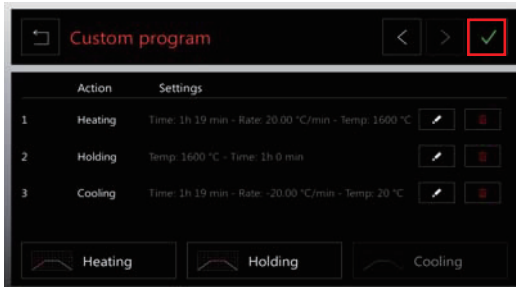 Custom program
Action Settings
1 Heating Time: 1h 19 min - Rate: 20.00 °C/min - Temp: 1600 °C
2 Holding Temp: 1600 °C - Time: 1h 0 min
3 Cooling Time: 1h 19 min - Rate: -20.00 °C/min - Temp: 20 °C
Heating Holding Cooling